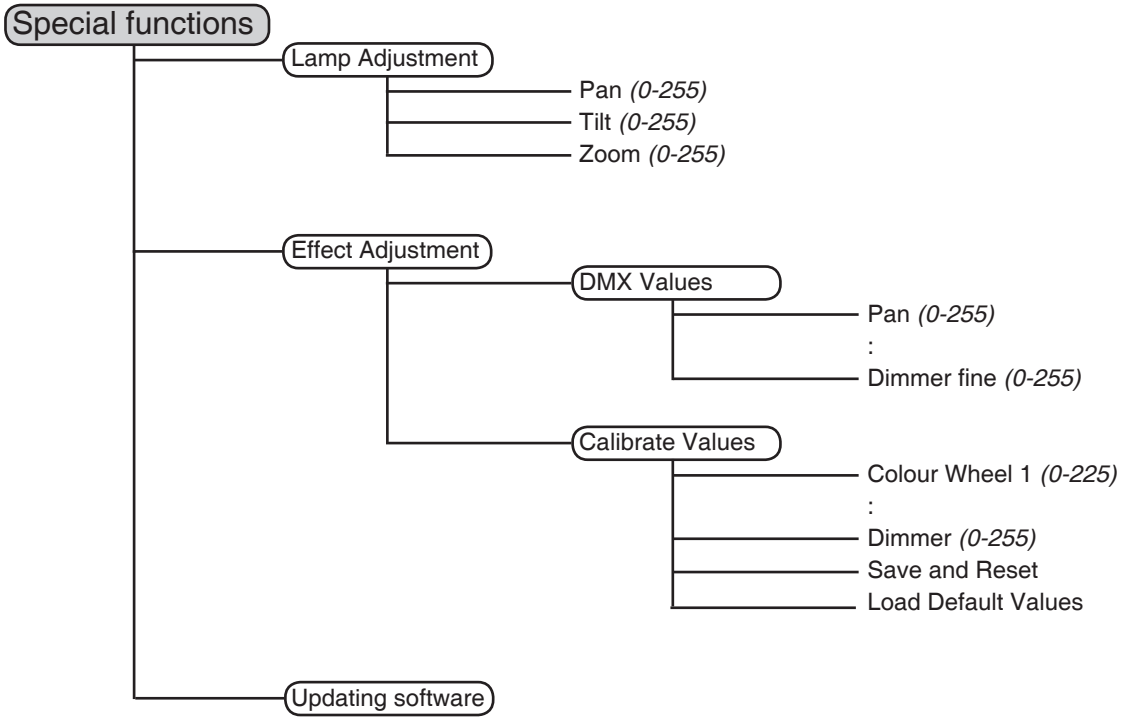 Special functions
Lamp Adjustment
Pan (0-255)
Tilt (0-255)
Zoom (0-255)
Effect Adjustment
DMX Values
Pan (0-255)
:
Dimmer fine (0-255)
Calibrate Values
Colour Wheel 1 (0-225)
:
Dimmer (0-255)
Save and Reset
Load Default Values
Updating software